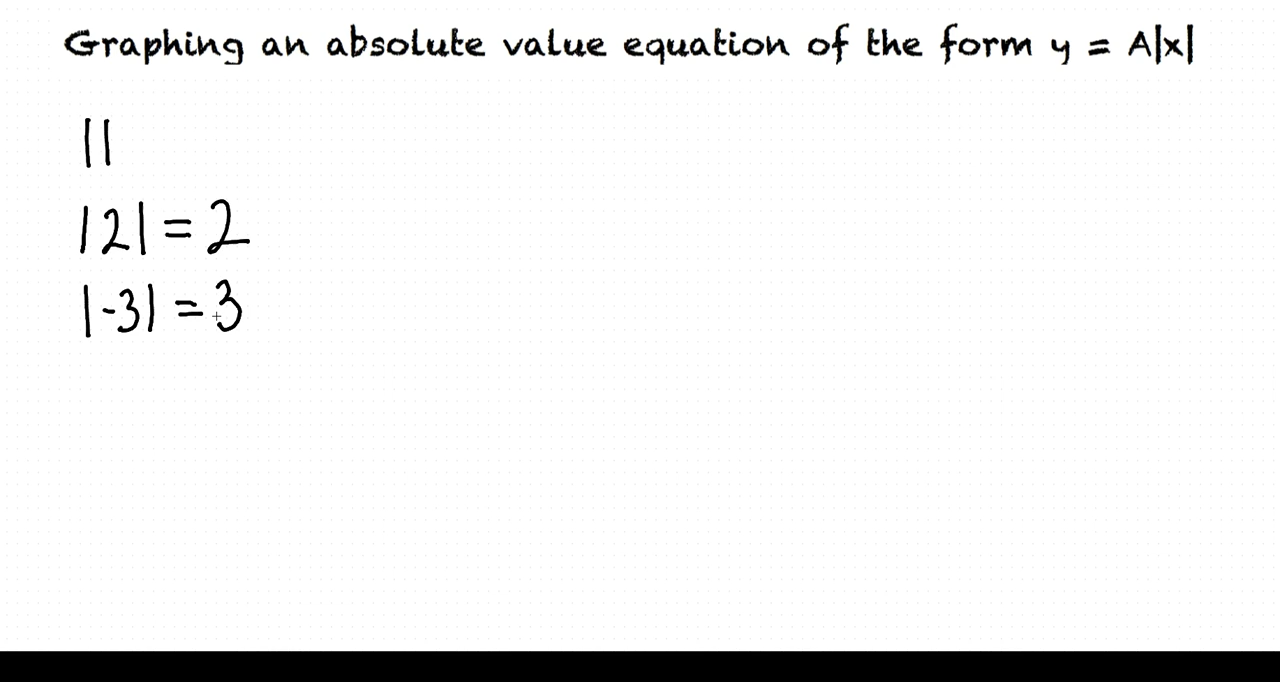 Graphing an absolute value equation of the form y = A|x|
||
|2| = 2
|-3| = 3